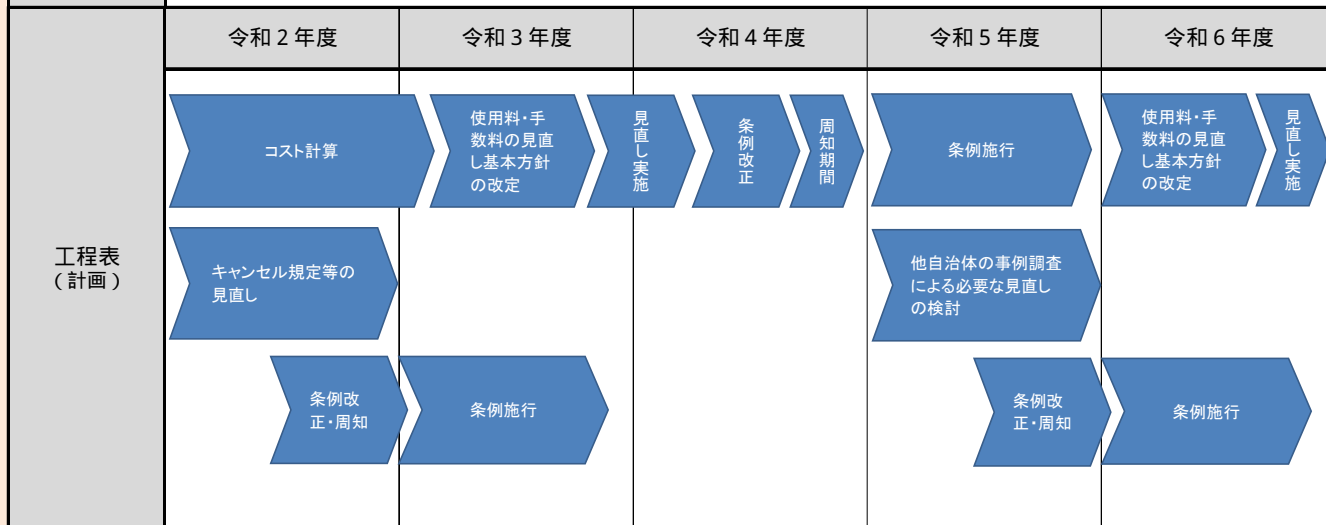 令和２年度
令和３年度
令和４年度
令和５年度
令和６年度
工程表
（計画）
コスト計算
使用料・手
数料の見直
し基本方針
の改定
見直し実施
条例改正
周知期間
条例施行
使用料・手
数料の見直
し基本方針
の改定
見直し実施
キャンセル規定等の
見直し
他自治体の事例調査
による必要な見直し
の検討
条例改
正・周知
条例施行
条例改
正・周知
条例施行